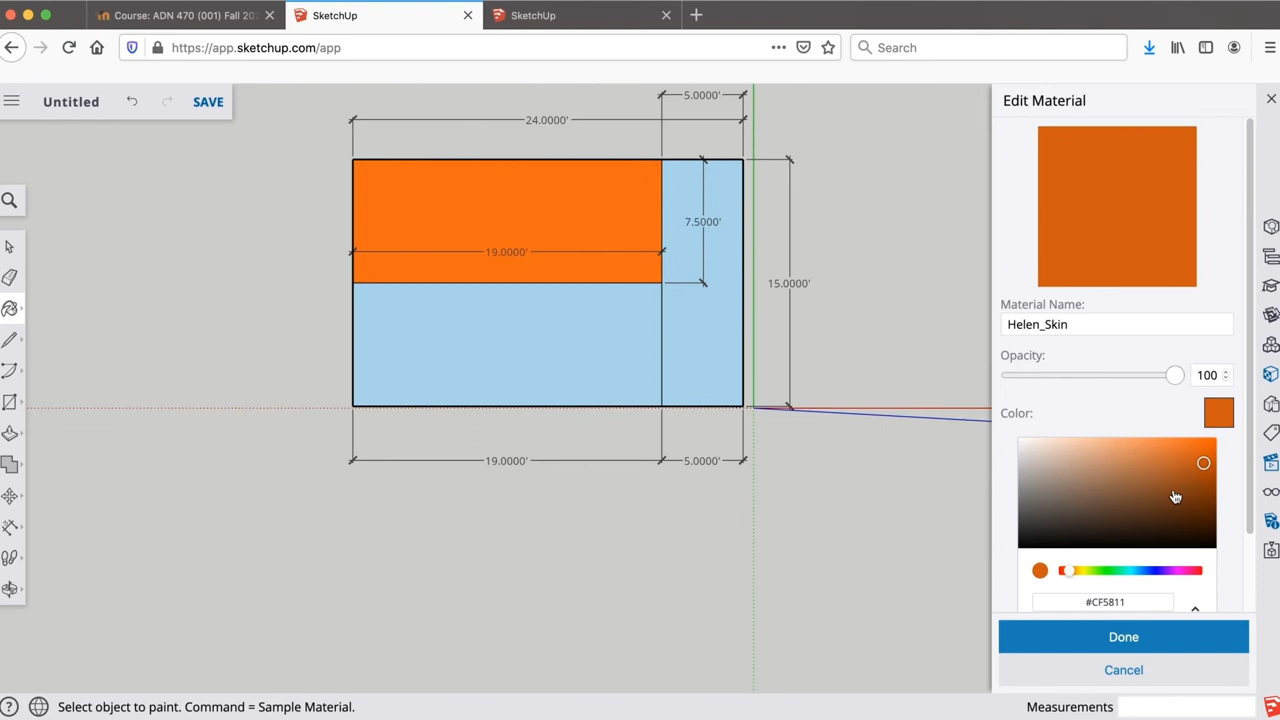 Course: ADN 470 (001) Fall 202
SketchUp
SketchUp
https://app.sketchup.com/app
Search
Untitled
SAVE
Edit Material
5.0000'
24.0000'
7.5000'
19.0000'
15.0000'
19.0000'
5.0000'
Material Name:
Helen_Skin
Opacity:
100
Color:
#CF5811
Done
Cancel
Select object to paint. Command = Sample Material.
Measurements